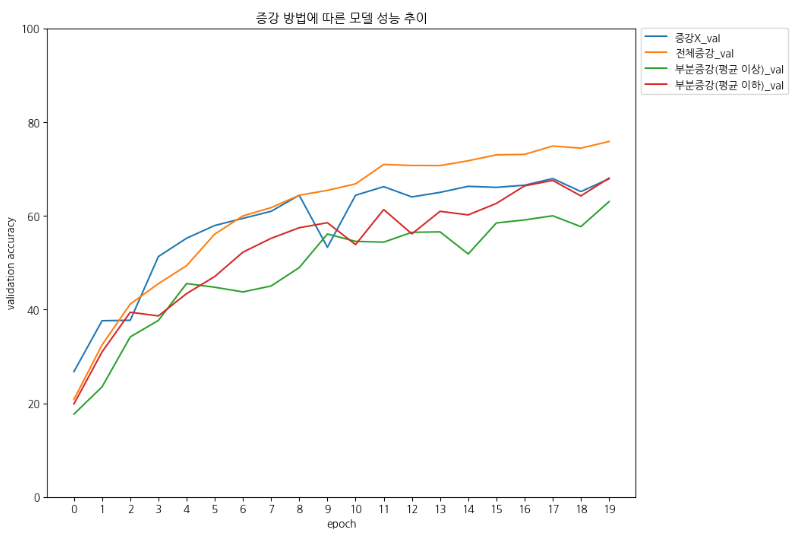 증강 방법에 따른 모델 성능 추이
100
80
60
40
20
0
validation accuracy
0 1 2 3 4 5 6 7 8 9 10 11 12 13 14 15 16 17 18 19
epoch
증강X_val
전체증강_val
부분증강(평균 이상)_val
부분증강(평균 이하)_val